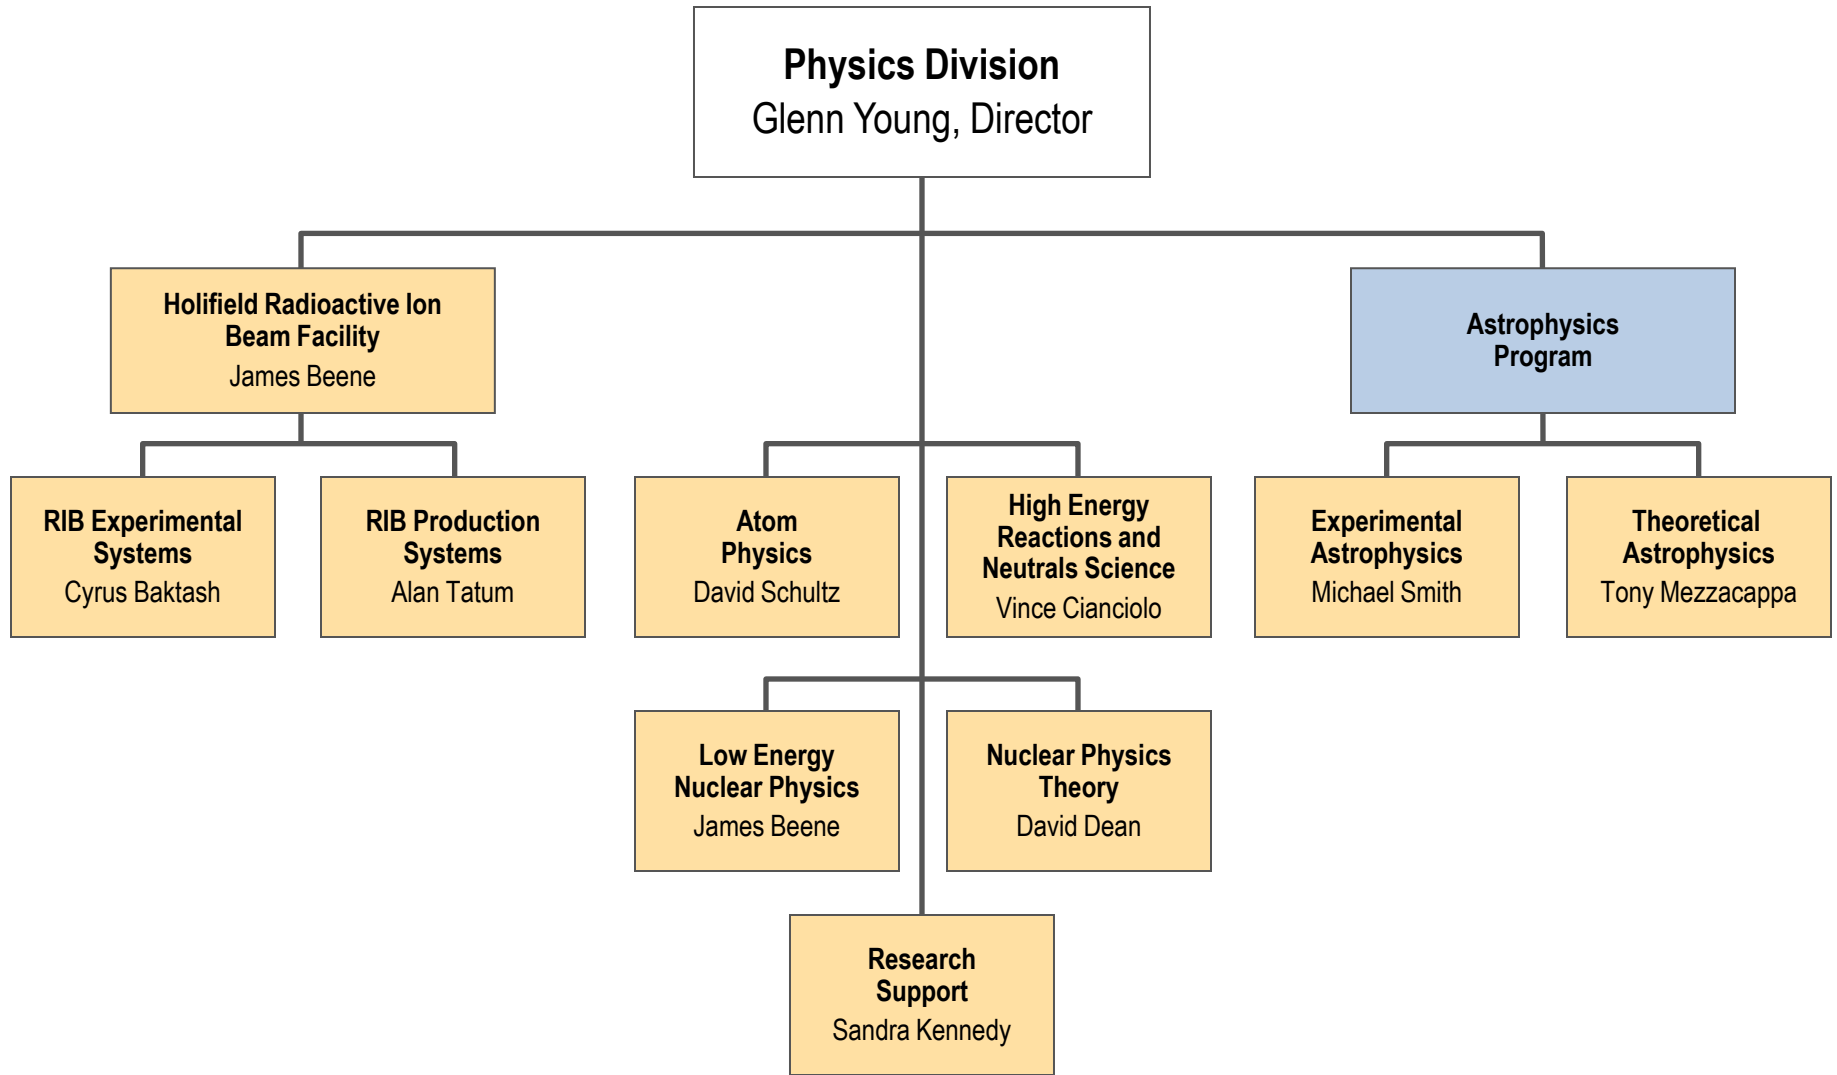 Physics Division
Glenn Young, Director
Holifield Radioactive Ion
Beam Facility
James Beene
Astrophysics
Program
RIB Experimental
Systems
Cyrus Baktash
RIB Production
Systems
Alan Tatum
Atom
Physics
David Schultz
High Energy
Reactions and
Neutrals Science
Vince Cianciolo
Experimental
Astrophysics
Michael Smith
Theoretical
Astrophysics
Tony Mezzacappa
Low Energy
Nuclear Physics
James Beene
Nuclear Physics
Theory
David Dean
Research
Support
Sandra Kennedy